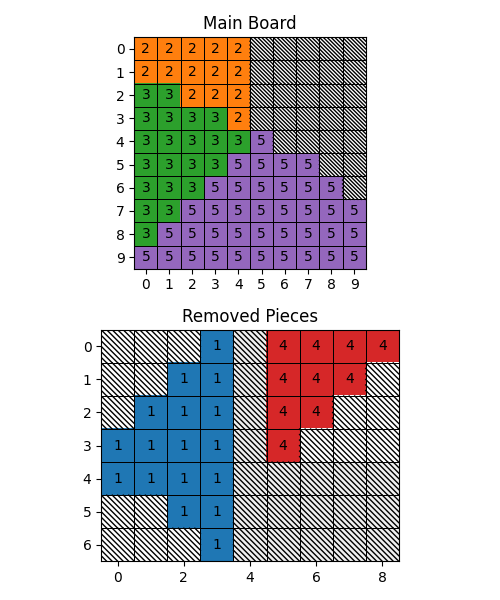 Main Board
0 2 2 2 2 2
1 2 2 2 2 2
2 3 3 2 2 2
3 3 3 3 3 2
4 3 3 3 3 3 5
5 3 3 3 3 5 5 5 5
6 3 3 3 5 5 5 5 5 5
7 3 3 5 5 5 5 5 5 5 5
8 3 5 5 5 5 5 5 5 5 5
9 5 5 5 5 5 5 5 5 5 5
0 1 2 3 4 5 6 7 8 9
Removed Pieces
0 1 4 4 4 4
1 1 1 4 4 4
2 1 1 1 4 4
3 1 1 1 1 4
4 1 1 1 1
5 1 1
6 1
0 2 4 6 8